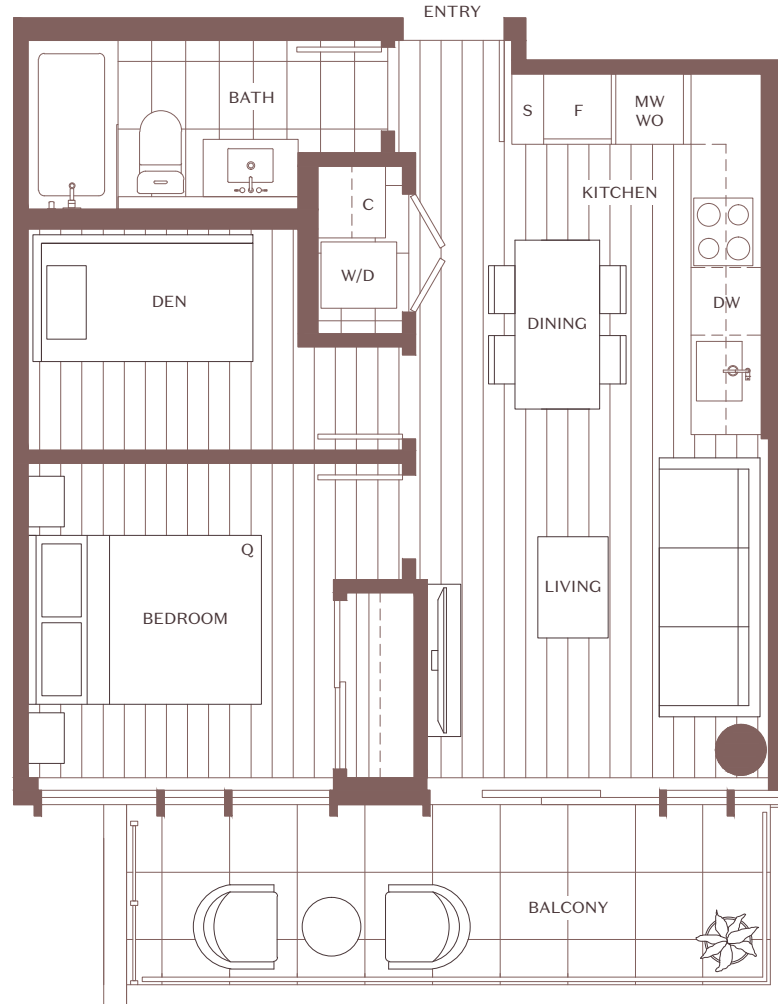 ENTRY
BATH
S
F
MW
WO
KITCHEN
C
W/D
DEN
DW
DINING
Q
BEDROOM
LIVING
BALCONY